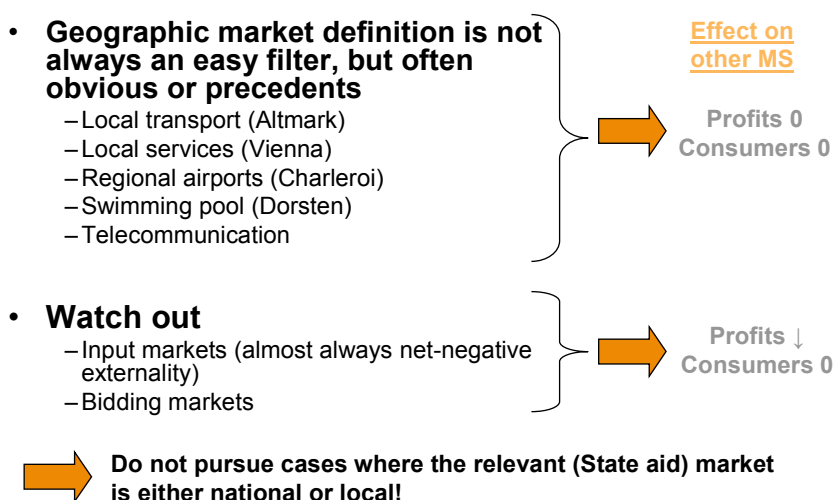 • Geographic market definition is not
always an easy filter, but often
obvious or precedents
–Local transport (Altmark)
–Local services (Vienna)
–Regional airports (Charleroi)
–Swimming pool (Dorsten)
–Telecommunication
Effect on
other MS
Profits 0
Consumers 0
• Watch out
–Input markets (almost always net-negative
externality)
–Bidding markets
Profits ↓
Consumers 0
Do not pursue cases where the relevant (State aid) market
is either national or local!